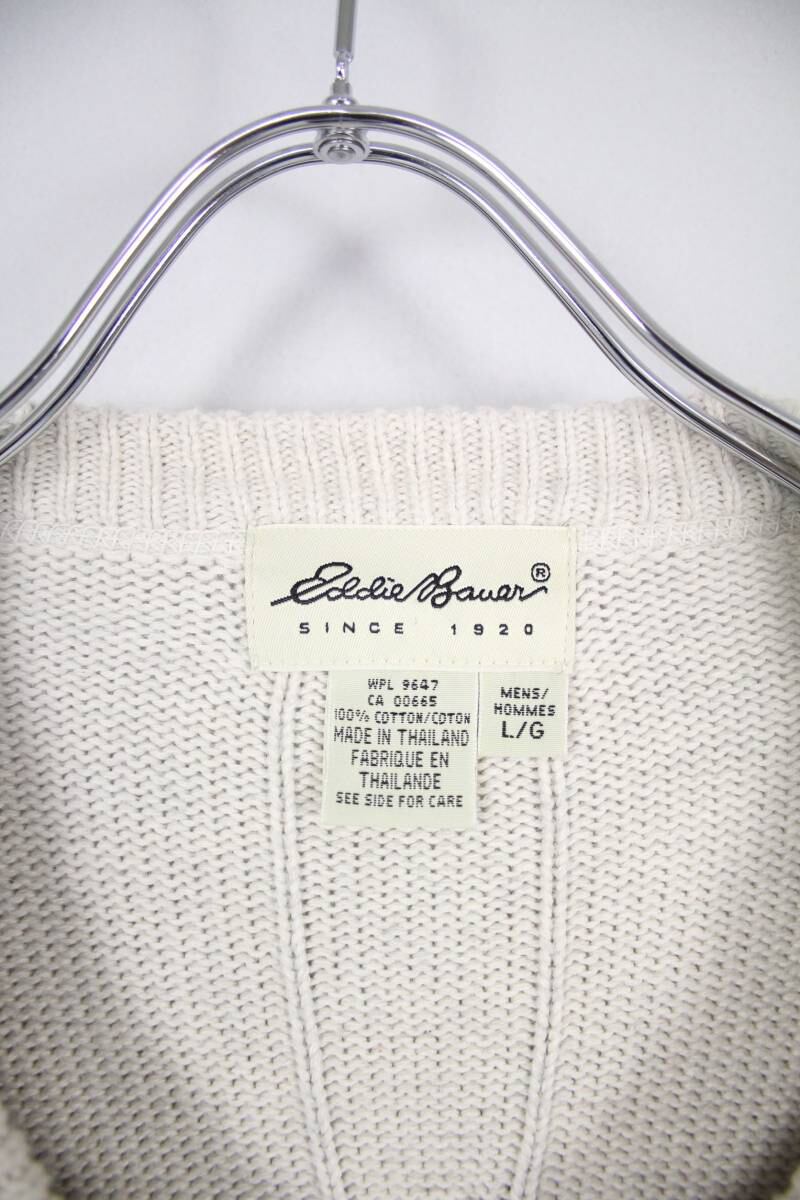 Eddie Bauer®
SINCE 1920
WPL 9647
CA 00665
100% COTTON/COTON
MADE IN THAILAND
FABRIQUE EN
THAILANDE
SEE SIDE FOR CARE
MENS/
HOMMES
L/G